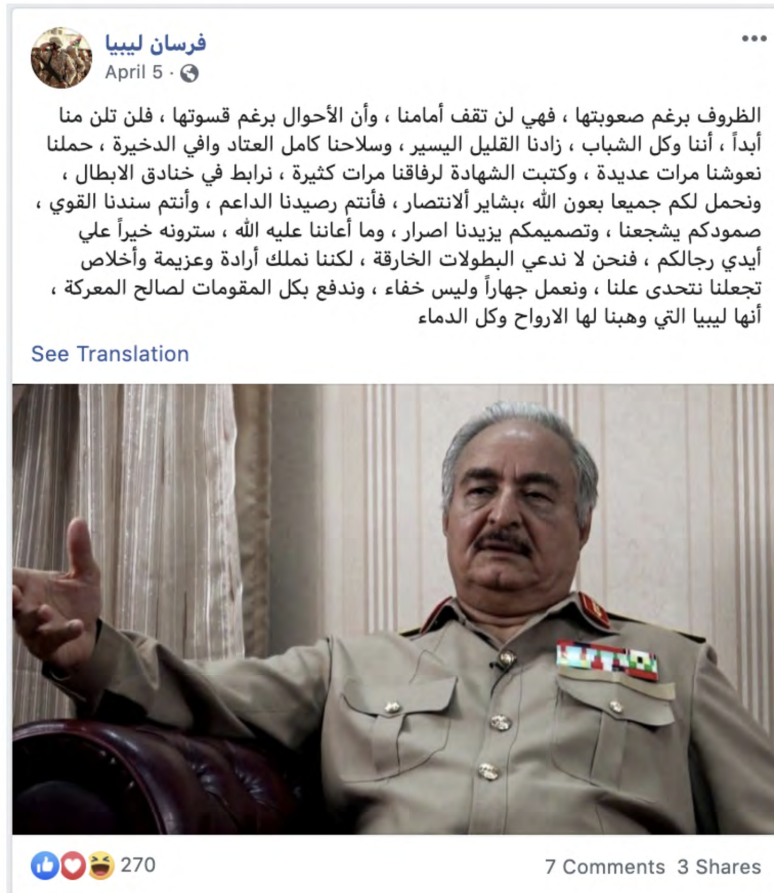 فرسان ليبيا
April 5 ·
الظروف برغم صعوبتها ، فهي لن تقف أمامنا ، وأن الأحوال برغم قسوتها ، فلن تلن منا
أبداً ، أننا وكل الشباب ، زادنا القليل اليسير ، وسلاحنا كامل العتاد وافي الدخيرة ، حملنا
نعوشنا مرات عديدة ، وكتبت الشهادة لرفاقنا مرات كثيرة ، نرابط في خنادق الابطال ،
ونحمل لكم جميعا بعون الله ،بشاير ألانتصار ، فأنتم رصيدنا الداعم ، وأنتم سندنا القوي ،
صمودكم يشجعنا ، وتصميمكم يزيدنا اصرار ، وما أعاننا عليه الله ، سترونه خيراً علي
أيدي رجالكم ، فنحن لا ندعي البطولات الخارقة ، لكننا نملك أرادة وعزيمة وأخلاص
تجعلنا نتحدى علنا ، ونعمل جهاراً وليس خفاء ، وندفع بكل المقومات لصالح المعركة ،
أنها ليبيا التي وهبنا لها الارواح وكل الدماء
See Translation
270
7 Comments 3 Shares